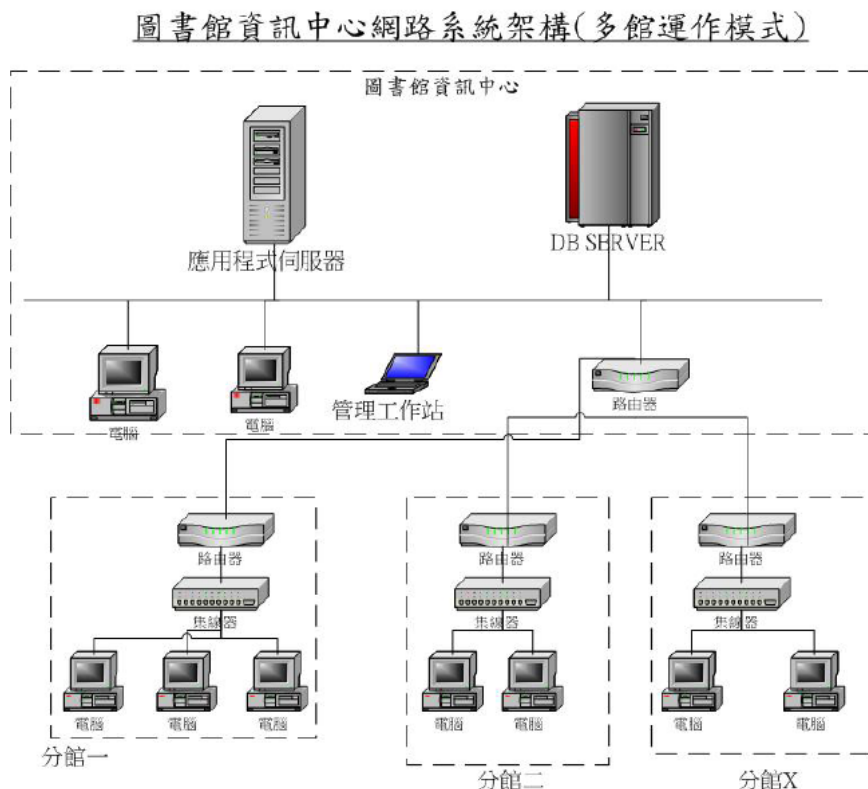 圖書館資訊中心網路系統架構(多館運作模式)
圖書館資訊中心
應用程式伺服器
DB SERVER
電腦
電腦
管理工作站
路由器
路由器
路由器
路由器
集線器
集線器
集線器
電腦
電腦
電腦
電腦
電腦
電腦
電腦
分館一
分館二
分館X